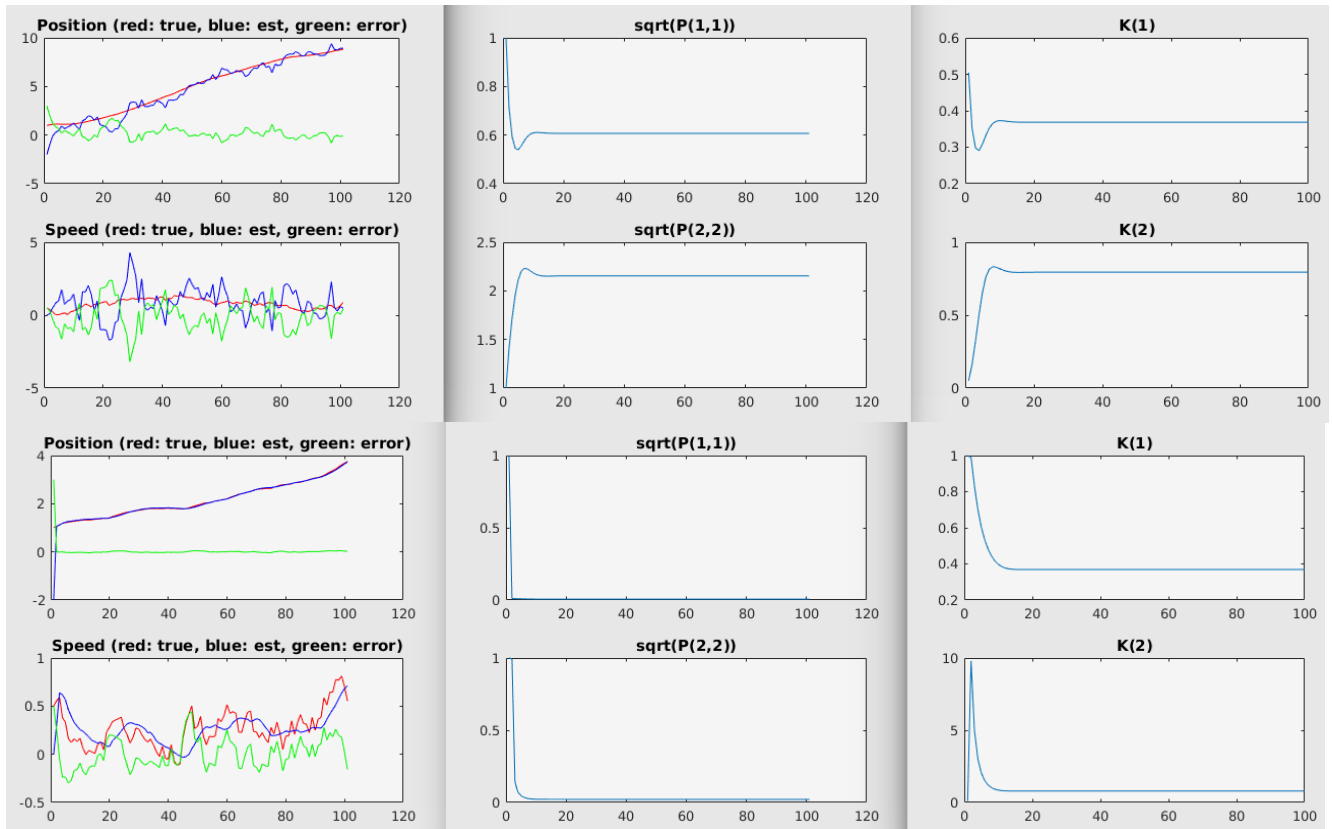 Position (red: true, blue: est, green: error)
10
5
0
-5
0 20 40 60 80 100 120
Speed (red: true, blue: est, green: error)
5
0
-5
0 20 40 60 80 100 120
sqrt(P(1,1))
1
0.8
0.6
0.4
0 20 40 60 80 100 120
sqrt(P(2,2))
2.5
2
1.5
1
0 20 40 60 80 100 120
K(1)
0.6
0.5
0.4
0.3
0.2
0 20 40 60 80 100
K(2)
1
0.5
0
0 20 40 60 80 100
Position (red: true, blue: est, green: error)
4
2
0
-2
0 20 40 60 80 100 120
Speed (red: true, blue: est, green: error)
1
0.5
0
-0.5
0 20 40 60 80 100 120
sqrt(P(1,1))
1
0.5
0
0 20 40 60 80 100 120
sqrt(P(2,2))
1
0.5
0
0 20 40 60 80 100 120
K(1)
1
0.8
0.6
0.4
0.2
0 20 40 60 80 100
K(2)
10
5
0
0 20 40 60 80 100